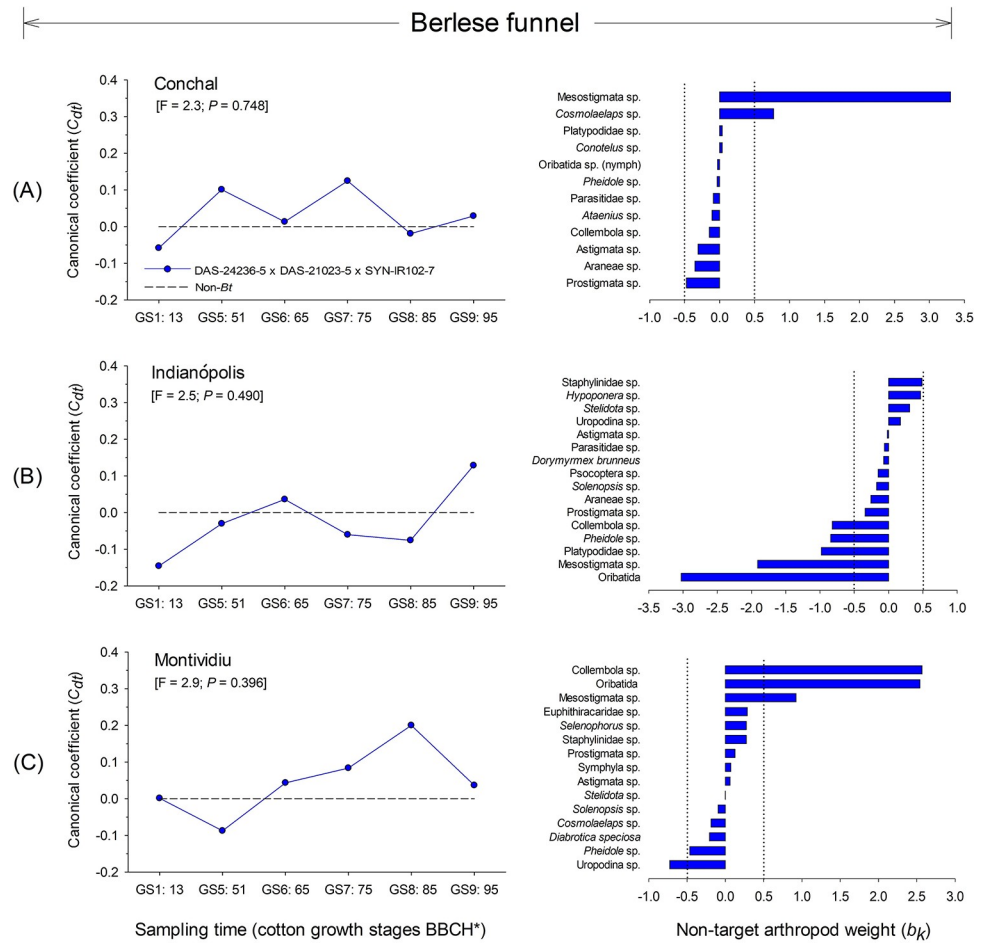 Berlese funnel
(A)
Canonical coefficient (Cdt)
Conchal
[F = 2.3; P = 0.748]
0.4
0.3
0.2
0.1
0.0
-0.1
-0.2
DAS-24236-5 x DAS-21023-5 x SYN-IR102-7
Non-Bt
GS1: 13 GS5: 51 GS6: 65 GS7: 75 GS8: 85 GS9: 95
Mesostigmata sp.
Cosmolaelaps sp.
Platypodidae sp.
Conotelus sp.
Oribatida sp. (nymph)
Pheidole sp.
Parasitidae sp.
Ataenius sp.
Collembola sp.
Astigmata sp.
Araneae sp.
Prostigmata sp.
-1.0 -0.5 0.0 0.5 1.0 1.5 2.0 2.5 3.0 3.5
(B)
Canonical coefficient (Cdt)
Indianópolis
[F = 2.5; P = 0.490]
0.4
0.3
0.2
0.1
0.0
-0.1
-0.2
GS1: 13 GS5: 51 GS6: 65 GS7: 75 GS8: 85 GS9: 95
Staphylinidae sp.
Hypoponera sp.
Stelidota sp.
Uropodina sp.
Astigmata sp.
Parasitidae sp.
Dorymyrmex brunneus
Psocoptera sp.
Solenopsis sp.
Araneae sp.
Prostigmata sp.
Collembola sp.
Pheidole sp.
Platypodidae sp.
Mesostigmata sp.
Oribatida
-3.5 -3.0 -2.5 -2.0 -1.5 -1.0 -0.5 0.0 0.5 1.0
(C)
Canonical coefficient (Cdt)
Montividiu
[F = 2.9; P = 0.396]
0.4
0.3
0.2
0.1
0.0
-0.1
-0.2
GS1: 13 GS5: 51 GS6: 65 GS7: 75 GS8: 85 GS9: 95
Sampling time (cotton growth stages BBCH*)
Collembola sp.
Oribatida
Mesostigmata sp.
Euphithiracaridae sp.
Selenophorus sp.
Staphylinidae sp.
Prostigmata sp.
Symphyla sp.
Astigmata sp.
Stelidota sp.
Solenopsis sp.
Cosmolaelaps sp.
Diabrotica speciosa
Pheidole sp.
Uropodina sp.
-1.0 -0.5 0.0 0.5 1.0 1.5 2.0 2.5 3.0
Non-target arthropod weight (bk)